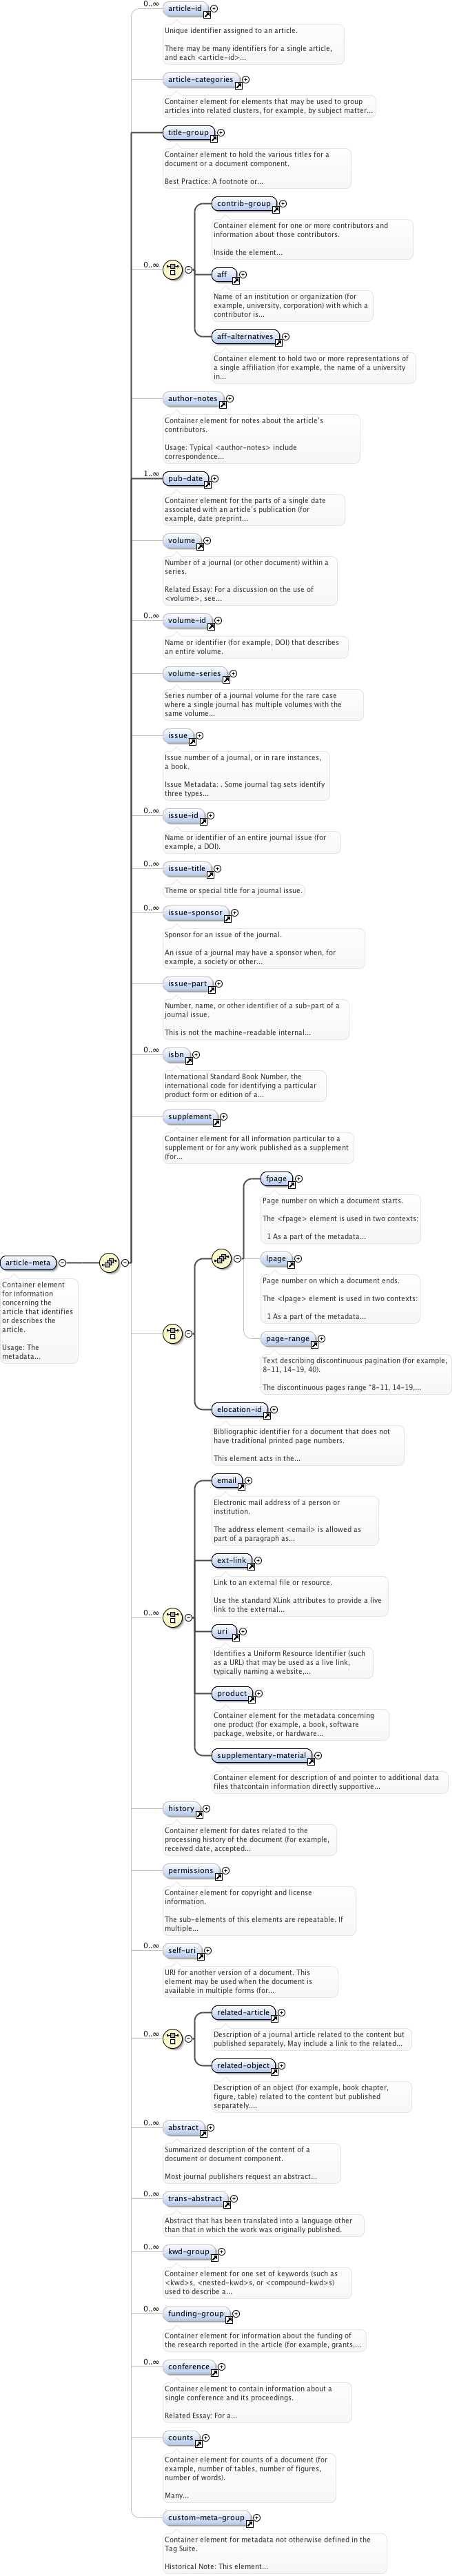 0..∞
article-id
Unique identifier assigned to an article.
There may be many identifiers for a single article,
and each <article-id>...
article-categories
Container element for elements that may be used to group
articles into related clusters, for example, by subject matter...
title-group
Container element to hold the various titles for a
document or a document component.
Best Practice: A footnote or...
0..∞
contrib-group
Container element for one or more contributors and
information about those contributors.
Inside the element...
aff
Name of an institution or organization (for
example, university, corporation) with which a
contributor is...
aff-alternatives
Container element to hold two or more representations of
a single affiliation (for example, the name of a university
in...
author-notes
Container element for notes about the article's
contributors.
Usage: Typical <author-notes> include
correspondence...
1..∞
pub-date
Container element for the parts of a single date
associated with an article's publication (for
example, date preprint...
volume
Number of a journal (or other document) within a
series.
Related Essay: For a discussion on the use of
<volume>, see...
0..∞
volume-id
Name or identifier (for example, DOI) that describes
an entire volume.
volume-series
Series number of a journal volume for the rare case
where a single journal has multiple volumes with the
same volume...
issue
Issue number of a journal, or in rare instances,
a book.
Issue Metadata: . Some journal tag sets identify
three types...
0..∞
issue-id
Name or identifier of an entire journal issue (for
example, a DOI).
0..∞
issue-title
Theme or special title for a journal issue.
0..∞
issue-sponsor
Sponsor for an issue of the journal.
An issue of a journal may have a sponsor when, for
example, a society or other...
issue-part
Number, name, or other identifier of a sub-part of a
journal issue.
This is not the machine-readable internal...
0..∞
isbn
International Standard Book Number, the
international code for identifying a particular
product form or edition of a...
supplement
Container element for all information particular to a
supplement or for any work published as a supplement
(for...
article-meta
Container element
for information
concerning the
article that identifies
or describes the
article.
Usage: The
metadata...
fpage
Page number on which a document starts.
The <fpage> element is used in two contexts:
1 As a part of the metadata...
lpage
Page number on which a document ends.
The <lpage> element is used in two contexts:
1 As a part of the metadata...
page-range
Text describing discontinuous pagination (for example,
8-11, 14-19, 40).
The discontinuous pages range "8-11, 14-19,...
elocation-id
Bibliographic identifier for a document that does not
have traditional printed page numbers.
This element acts in the...
0..∞
email
Electronic mail address of a person or
institution.
The address element <email> is allowed as
part of a paragraph as...
ext-link
Link to an external file or resource.
Use the standard XLink attributes to provide a live
link to the external...
uri
Identifies a Uniform Resource Identifier (such
as a URL) that may be used as a live link,
typically naming a website,...
product
Container element for the metadata concerning
one product (for example, a book, software
package, website, or hardware...
supplementary-material
Container element for description of and pointer to additional data
files thatcontain information directly supportive...
history
Container element for dates related to the
processing history of the document (for example,
received date, accepted...
permissions
Container element for copyright and license
information.
The sub-elements of this elements are repeatable. If
multiple...
0..∞
self-uri
URI for another version of a document. This
element may be used when the document is
available in multiple forms (for...
0..∞
related-article
Description of a journal article related to the content but
published separately. May include a link to the related...
related-object
Description of an object (for example, book chapter,
figure, table) related to the content but published
separately....
0..∞
abstract
Summarized description of the content of a
document or document component.
Most journal publishers request an abstract...
0..∞
trans-abstract
Abstract that has been translated into a language other
than that in which the work was originally published.
0..∞
kwd-group
Container element for one set of keywords (such as
<kwd>s, <nested-kwd>s, or <compound-kwd>s)
used to describe a...
0..∞
funding-group
Container element for information about the funding of
the research reported in the article (for example, grants,...
0..∞
conference
Container element to contain information about a
single conference and its proceedings.
Related Essay: For a...
counts
Container element for counts of a document (for
example, number of tables, number of figures,
number of words).
Many...
custom-meta-group
Container element for metadata not otherwise defined in the
Tag Suite.
Historical Note: This element...